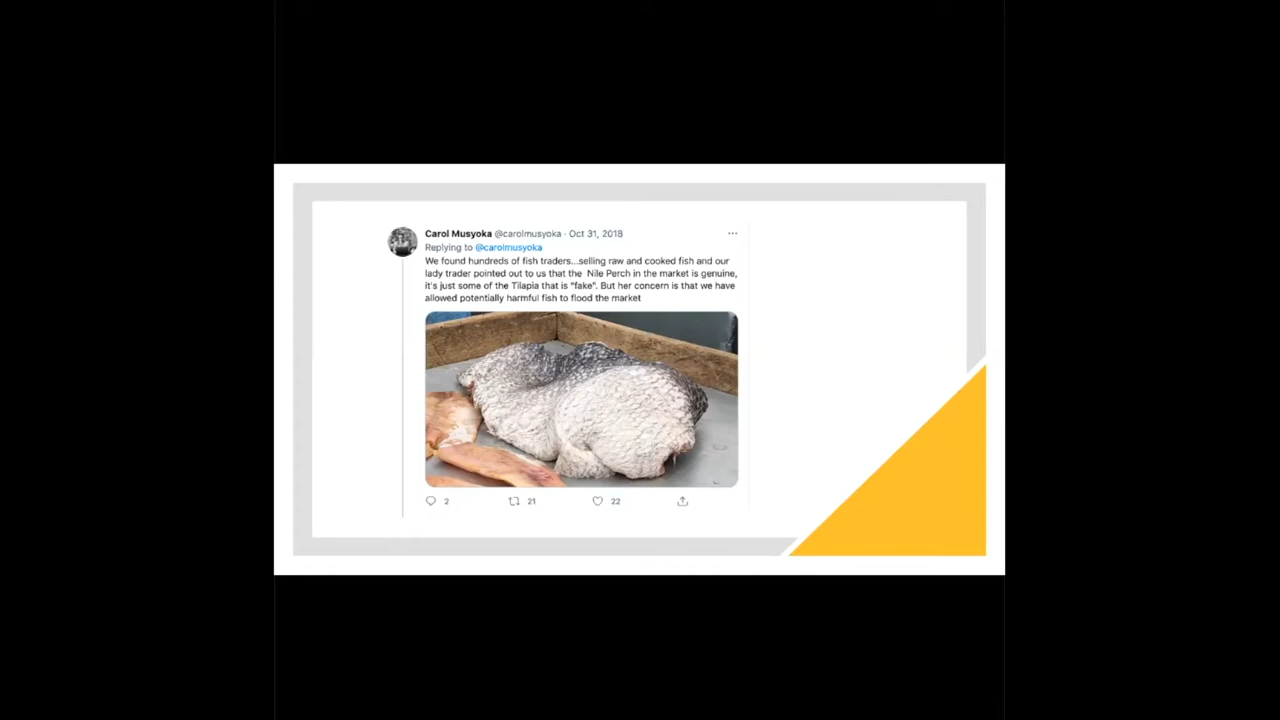 Carol Musyoka @carolmusyoka · Oct 31, 2018
Replying to @carolmusyoka
We found hundreds of fish traders...selling raw and cooked fish and our
lady trader pointed out to us that the Nile Perch in the market is genuine,
it's just some of the Tilapia that is "fake". But her concern is that we have
allowed potentially harmful fish to flood the market
2 21 22